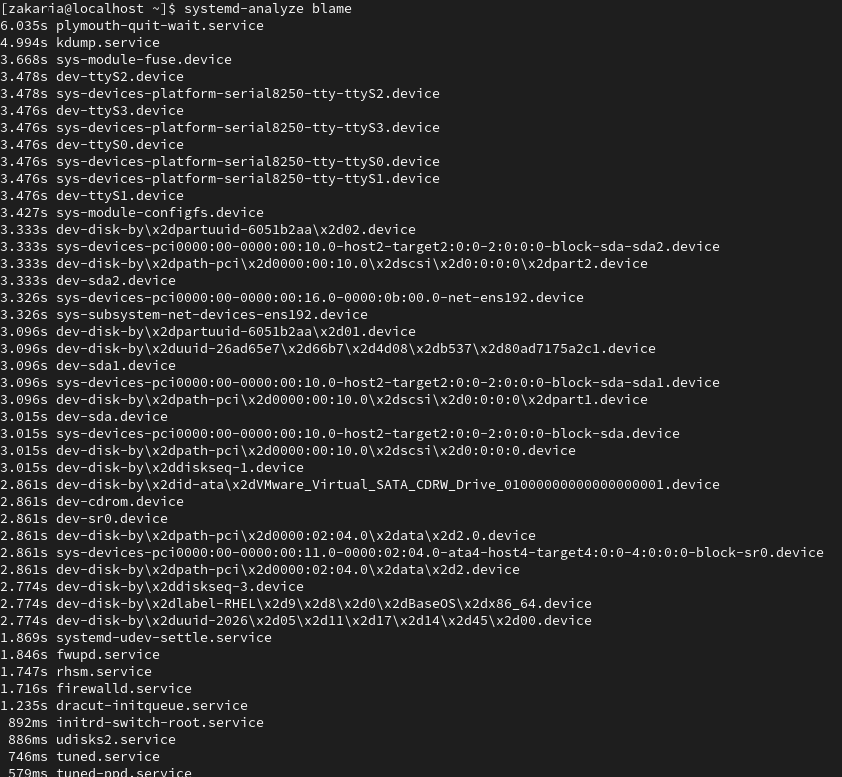 [zakaria@localhost ~]$ systemd-analyze blame
6.035s plymouth-quit-wait.service
4.994s kdump.service
3.668s sys-module-fuse.device
3.478s dev-ttyS2.device
3.478s sys-devices-platform-serial8250-tty-ttyS2.device
3.476s dev-ttyS3.device
3.476s sys-devices-platform-serial8250-tty-ttyS3.device
3.476s dev-ttyS0.device
3.476s sys-devices-platform-serial8250-tty-ttyS0.device
3.476s sys-devices-platform-serial8250-tty-ttyS1.device
3.476s dev-ttyS1.device
3.427s sys-module-configfs.device
3.333s dev-disk-by\x2dpartuuid-6051b2aa\x2d02.device
3.333s sys-devices-pci0000:00-0000:00:10.0-host2-target2:0:0-2:0:0:0-block-sda-sda2.device
3.333s dev-disk-by\x2dpath-pci\x2d0000:00:10.0\x2dscsi\x2d0:0:0:0\x2dpart2.device
3.333s dev-sda2.device
3.326s sys-devices-pci0000:00-0000:00:16.0-0000:0b:00.0-net-ens192.device
3.326s sys-subsystem-net-devices-ens192.device
3.096s dev-disk-by\x2dpartuuid-6051b2aa\x2d01.device
3.096s dev-disk-by\x2duuid-26ad65e7\x2d66b7\x2d4d08\x2db537\x2d80ad7175a2c1.device
3.096s dev-sda1.device
3.096s sys-devices-pci0000:00-0000:00:10.0-host2-target2:0:0-2:0:0:0-block-sda-sda1.device
3.096s dev-disk-by\x2dpath-pci\x2d0000:00:10.0\x2dscsi\x2d0:0:0:0\x2dpart1.device
3.015s dev-sda.device
3.015s sys-devices-pci0000:00-0000:00:10.0-host2-target2:0:0-2:0:0:0-block-sda.device
3.015s dev-disk-by\x2dpath-pci\x2d0000:00:10.0\x2dscsi\x2d0:0:0:0.device
3.015s dev-disk-by\x2ddiskseq-1.device
2.861s dev-disk-by\x2did-ata\x2dVMware_Virtual_SATA_CDRW_Drive_01000000000000000001.device
2.861s dev-cdrom.device
2.861s dev-sr0.device
2.861s dev-disk-by\x2dpath-pci\x2d0000:02:04.0\x2data\x2d2.0.device
2.861s sys-devices-pci0000:00-0000:00:11.0-0000:02:04.0-ata4-host4-target4:0:0-4:0:0:0-block-sr0.device
2.861s dev-disk-by\x2dpath-pci\x2d0000:02:04.0\x2data\x2d2.device
2.774s dev-disk-by\x2ddiskseq-3.device
2.774s dev-disk-by\x2dlabel-RHEL\x2d9\x2d8\x2d0\x2dBaseOS\x2dx86_64.device
2.774s dev-disk-by\x2duuid-2026\x2d05\x2d11\x2d17\x2d14\x2d45\x2d00.device
1.869s systemd-udev-settle.service
1.846s fwupd.service
1.747s rhsm.service
1.716s firewalld.service
1.235s dracut-initqueue.service
892ms initrd-switch-root.service
886ms udisks2.service
746ms tuned.service
579ms tuned-ppd.service